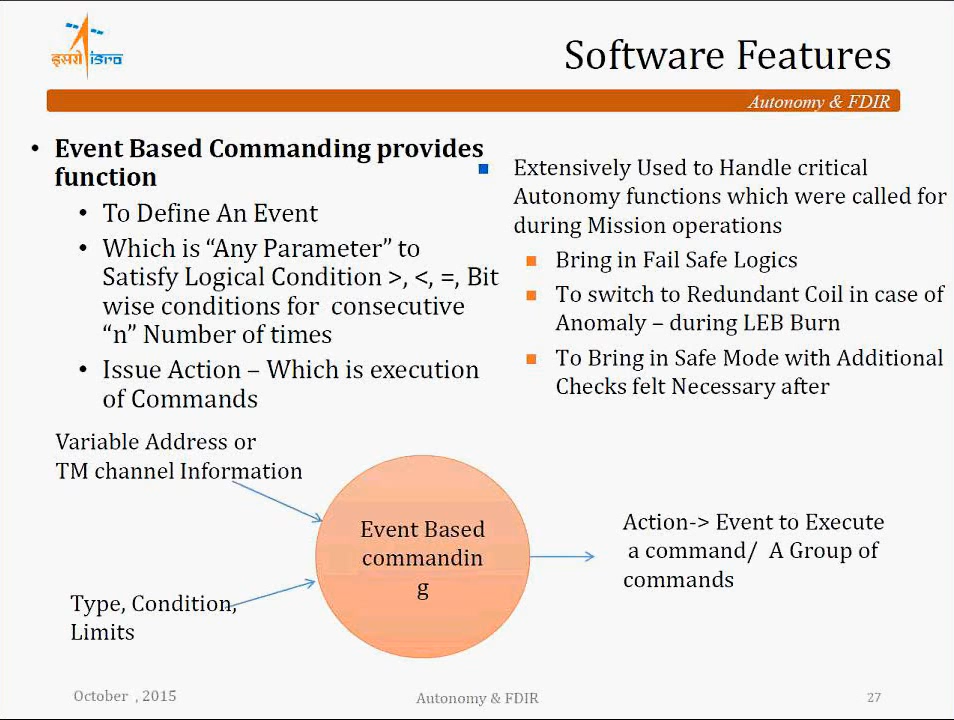 इसरो isro
Software Features
Autonomy & FDIR
• Event Based Commanding provides
function
• To Define An Event
• Which is “Any Parameter” to
Satisfy Logical Condition >, <, =, Bit
wise conditions for consecutive
“n” Number of times
• Issue Action – Which is execution
of Commands
Extensively Used to Handle critical
Autonomy functions which were called for
during Mission operations
Bring in Fail Safe Logics
To switch to Redundant Coil in case of
Anomaly – during LEB Burn
To Bring in Safe Mode with Additional
Checks felt Necessary after
Variable Address or
TM channel Information
Type, Condition,
Limits
Event Based
commandin
g
Action-> Event to Execute
a command/ A Group of
commands
October , 2015
Autonomy & FDIR
27